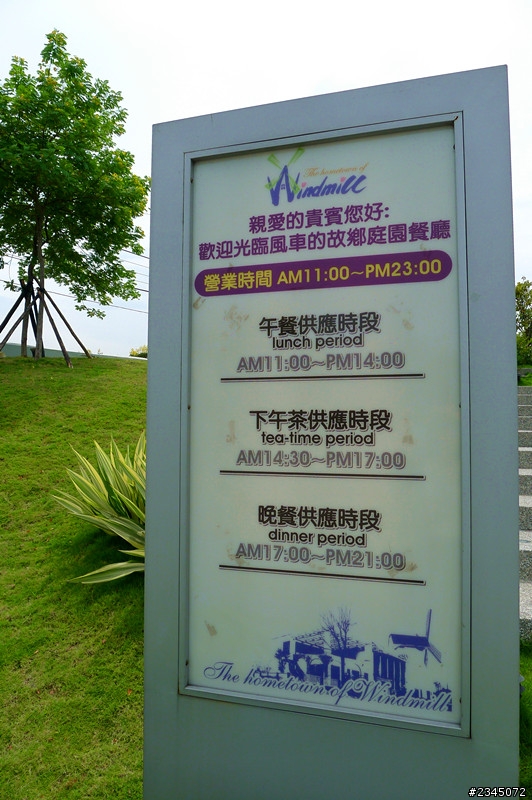 The hometown of
Windmill
親愛的貴賓您好:
歡迎光臨風車的故鄉庭園餐廳
營業時間 AM11:00~PM23:00
午餐供應時段
lunch period
AM11:00~PM14:00
下午茶供應時段
tea-time period
AM14:30~PM17:00
晚餐供應時段
dinner period
AM17:00~PM21:00
The hometown of Windmill
#2345072